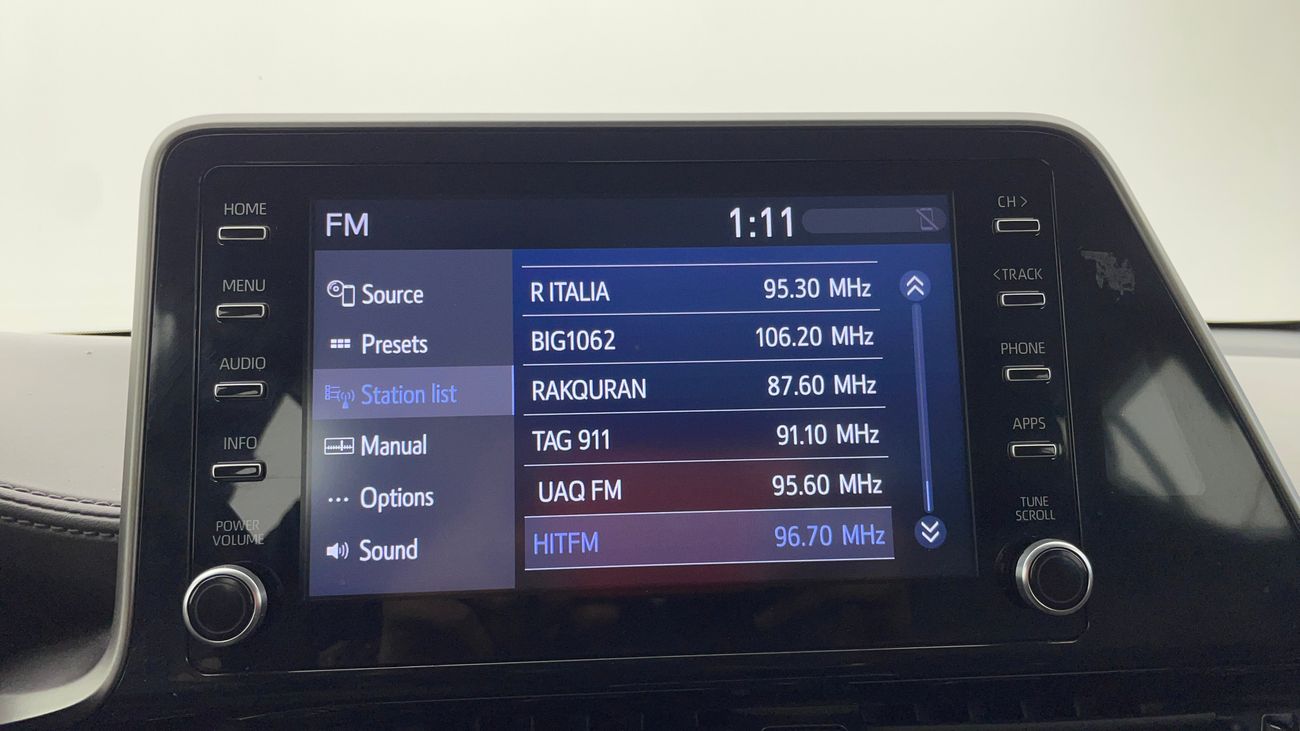 HOME
MENU
AUDIO
INFO
POWER
VOLUME
FM
1:11
Source
Presets
Station list
Manual
Options
Sound
R ITALIA 95.30 MHz
BIG1062 106.20 MHz
RAKQURAN 87.60 MHz
TAG 911 91.10 MHz
UAQ FM 95.60 MHz
HITFM 96.70 MHz
CH >
<TRACK
PHONE
APPS
TUNE
SCROLL